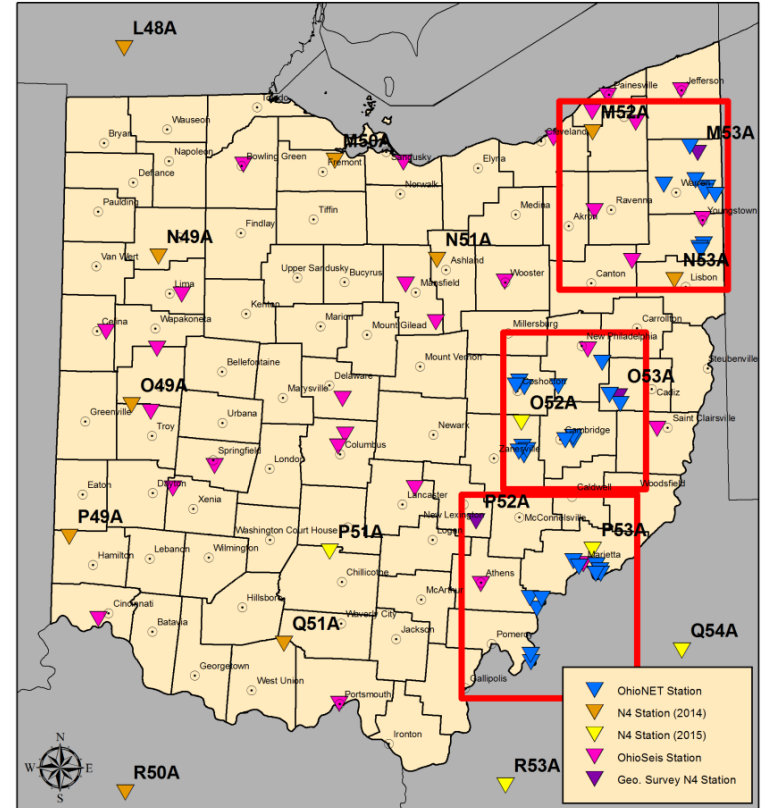 L48A
Painesville
Jefferson
Toledo
Wauseon
M52A
Bryan
M50A
Cleveland
M53A
Napoleon
Bowling Green
Sandusky
Fremont
Elyria
Defiance
Norwalk
Warren
Paulding
Tiffin
Medina
Ravenna
Youngstown
Findlay
Akron
N49A
N51A
N53A
Van Wert
Ashland
Upper Sandusky
Bucyrus
Wooster
Canton
Lisbon
Lima
Mansfield
Kenton
Celina
Wapakoneta
Marion
Mount Gilead
Millersburg
Carrollton
New Philadelphia
Bellefontaine
Mount Vernon
Steubenville
O49A
Marysville
Delaware
Coshocton
O53A
Cadiz
O52A
Greenville
Urbana
Troy
Newark
Cambridge
Saint Clairsville
Columbus
Springfield
London
Zanesville
Eaton
Dayton
Xenia
Lancaster
Caldwell
Woodsfield
P52A
New Lexington
McConnelsville
P49A
Washington Court House
P51A
Logan
P53A
Marietta
Hamilton
Lebanon
Wilmington
Chillicothe
Athens
McArthur
Cincinnati
Hillsboro
Batavia
Q51A
Waverly City
Jackson
Pomeroy
Q54A
Georgetown
West Union
Gallipolis
Portsmouth
Ironton
OhioNET Station
N4 Station (2014)
N4 Station (2015)
OhioSeis Station
Geo. Survey N4 Station
N
W
E
S
R50A
R53A